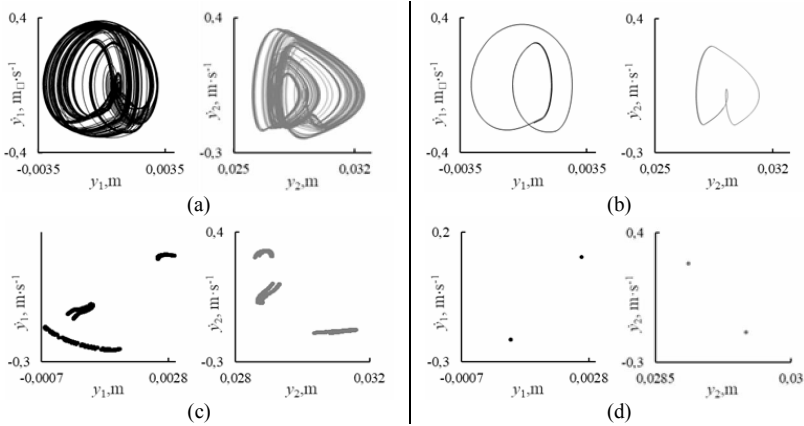 0,4
ẏ₁, m□·s⁻¹
-0,4
-0,0035
0,0035
y₁,m
0,4
ẏ₂, m·s⁻¹
-0,3
0,025
0,032
y₂,m
(a)
0,4
ẏ₁, m□·s⁻¹
-0,4
-0,0035
0,0035
y₁,m
0,4
ẏ₂, m·s⁻¹
-0,3
0,025
0,032
y₂,m
(b)
ẏ₁, m·s⁻¹
-0,3
-0,0007
0,0028
y₁,m
0,4
ẏ₂, m·s⁻¹
-0,3
0,028
0,032
y₂,m
(c)
0,2
ẏ₁, m·s⁻¹
-0,3
-0,0007
0,0028
y₁,m
0,4
ẏ₂, m·s⁻¹
-0,3
0,0285
0,03
y₂,m
(d)